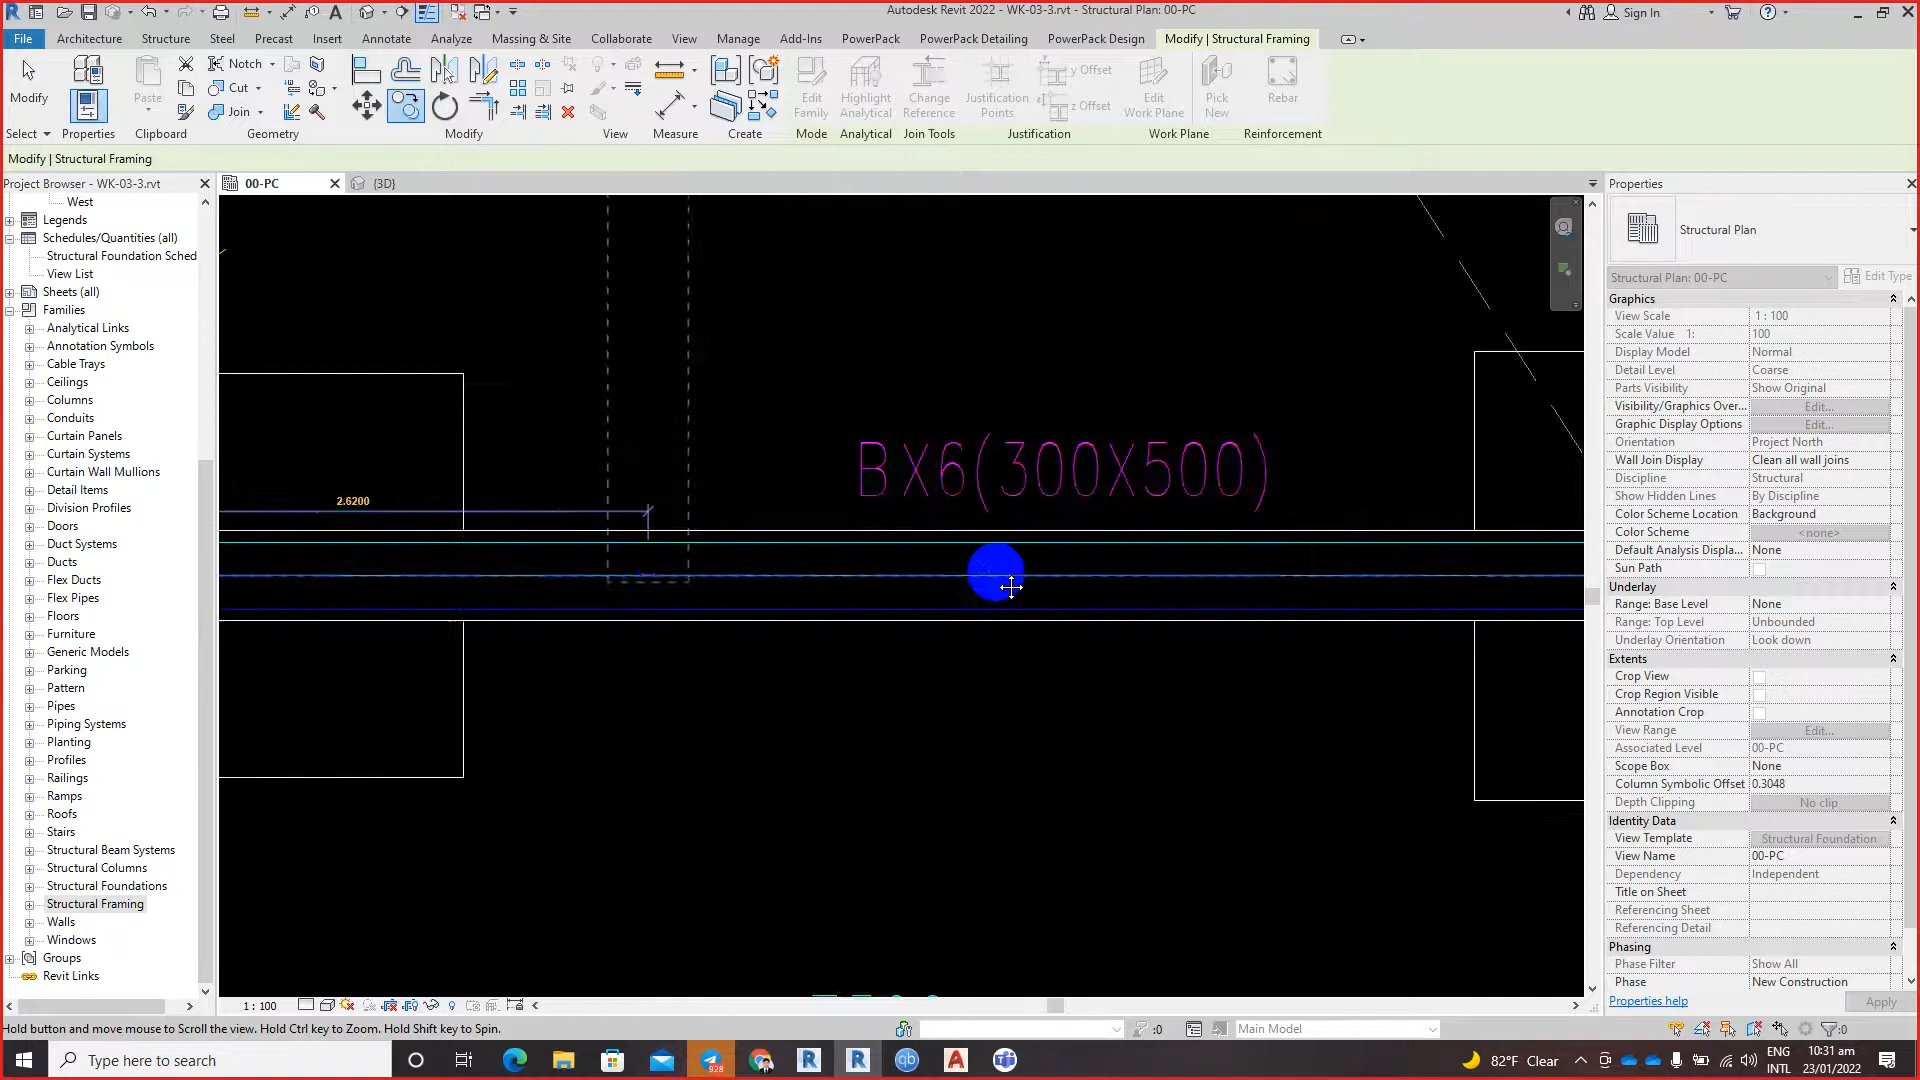 Autodesk Revit 2022 - WK-03-3.rvt - Structural Plan: 00-PC
Sign In
File Architecture Structure Steel Precast Insert Annotate Analyze Massing & Site Collaborate View Manage Add-Ins PowerPack PowerPack Detailing PowerPack Design Modify | Structural Framing
Modify
Paste
Notch
Cut
Join
Edit Family
Highlight Analytical
Change Reference
Justification Points
y Offset
z Offset
Edit Work Plane
Pick New
Rebar
Select Properties Clipboard Geometry Modify View Measure Create Mode Analytical Join Tools Justification Work Plane Reinforcement
Modify | Structural Framing
Project Browser - WK-03-3.rvt
West
Legends
Schedules/Quantities (all)
Structural Foundation Sched
View List
Sheets (all)
Families
Analytical Links
Annotation Symbols
Cable Trays
Ceilings
Columns
Conduits
Curtain Panels
Curtain Systems
Curtain Wall Mullions
Detail Items
Division Profiles
Doors
Duct Systems
Ducts
Flex Ducts
Flex Pipes
Floors
Furniture
Generic Models
Parking
Pattern
Pipes
Piping Systems
Planting
Profiles
Railings
Ramps
Roofs
Stairs
Structural Beam Systems
Structural Columns
Structural Foundations
Structural Framing
Walls
Windows
Groups
Revit Links
00-PC
{3D}
BX6(300X500)
2.6200
1 : 100
Properties
Structural Plan
Structural Plan: 00-PC Edit Type
Graphics
View Scale 1 : 100
Scale Value 1: 100
Display Model Normal
Detail Level Coarse
Parts Visibility Show Original
Visibility/Graphics Over... Edit...
Graphic Display Options Edit...
Orientation Project North
Wall Join Display Clean all wall joins
Discipline Structural
Show Hidden Lines By Discipline
Color Scheme Location Background
Color Scheme <none>
Default Analysis Displa... None
Sun Path
Underlay
Range: Base Level None
Range: Top Level Unbounded
Underlay Orientation Look down
Extents
Crop View
Crop Region Visible
Annotation Crop
View Range Edit...
Associated Level 00-PC
Scope Box None
Column Symbolic Offset 0.3048
Depth Clipping No clip
Identity Data
View Template Structural Foundation
View Name 00-PC
Dependency Independent
Title on Sheet
Referencing Sheet
Referencing Detail
Phasing
Phase Filter Show All
Phase New Construction
Properties help Apply
Hold button and move mouse to Scroll the view. Hold Ctrl key to Zoom. Hold Shift key to Spin.
:0 Main Model :0
Type here to search
928
82°F Clear
ENG
INTL
10:31 am
23/01/2022